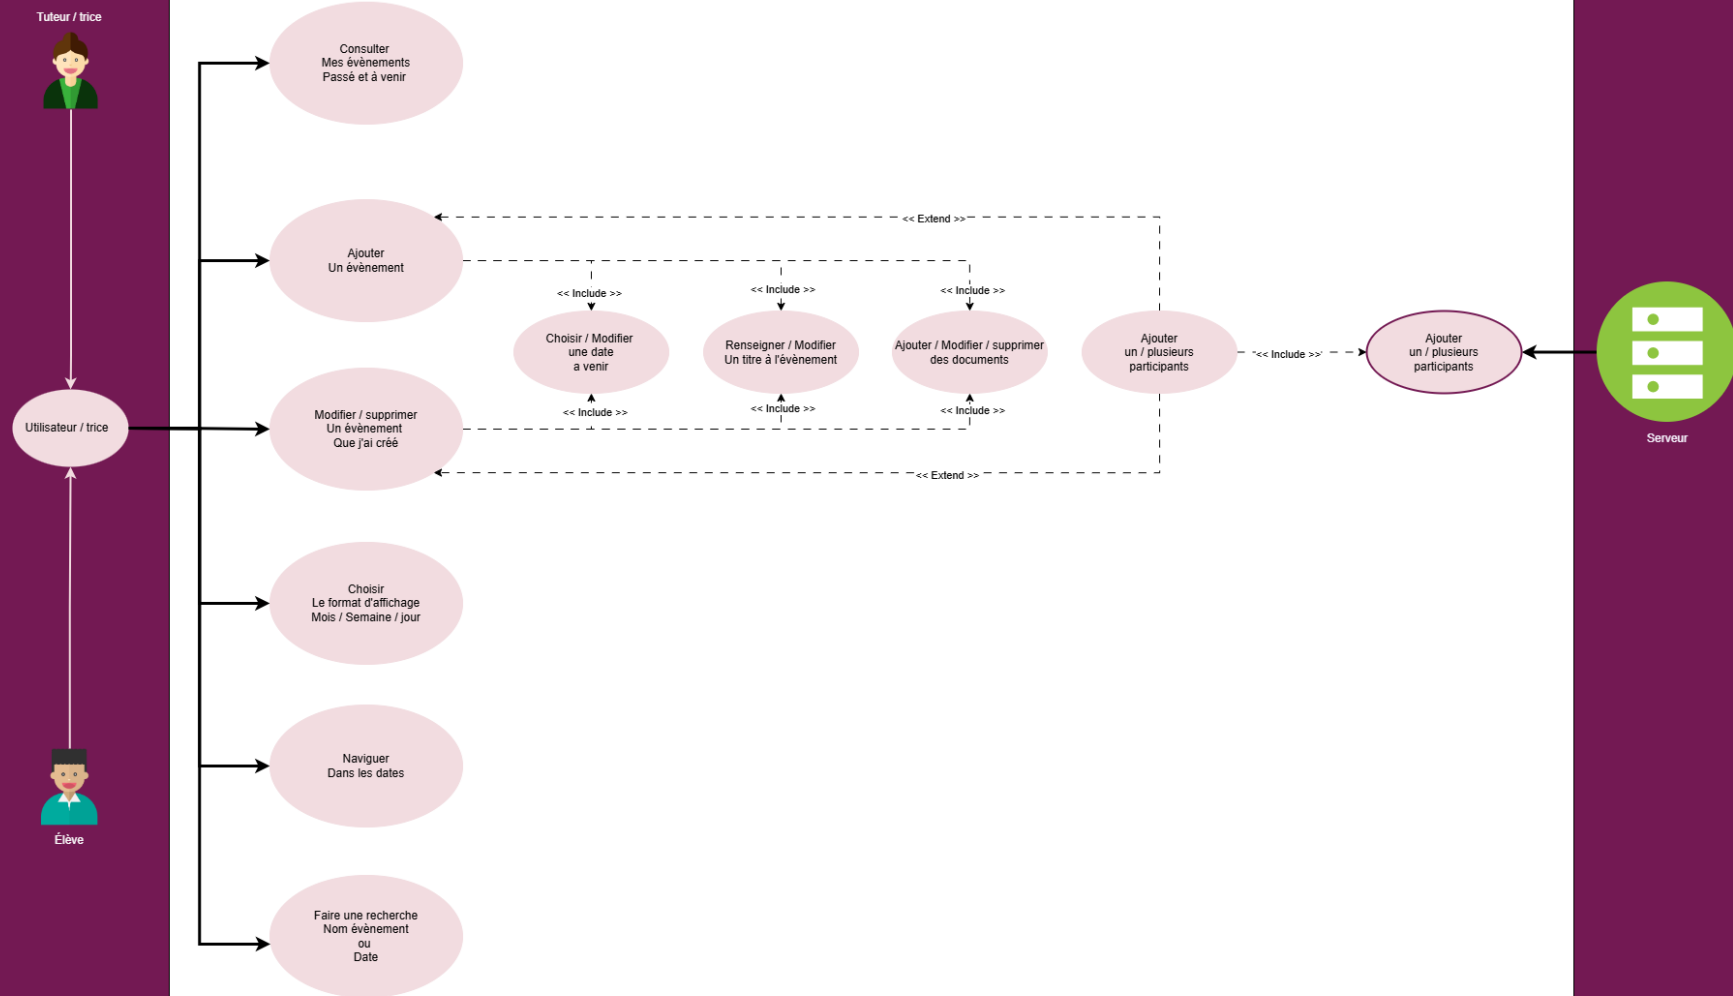 Tuteur / trice
Consulter
Mes évènements
Passé et à venir
<< Extend >>
Ajouter
Un évènement
<< Include >>
<< Include >>
<< Include >>
Choisir / Modifier
une date
a venir
Renseigner / Modifier
Un titre à l'évènement
Ajouter / Modifier / supprimer
des documents
Ajouter
un / plusieurs
participants
<< Include >>
Ajouter
un / plusieurs
participants
Serveur
<< Include >>
<< Include >>
<< Include >>
Utilisateur / trice
Modifier / supprimer
Un évènement
Que j'ai créé
<< Extend >>
Choisir
Le format d'affichage
Mois / Semaine / jour
Naviguer
Dans les dates
Élève
Faire une recherche
Nom évènement
ou
Date